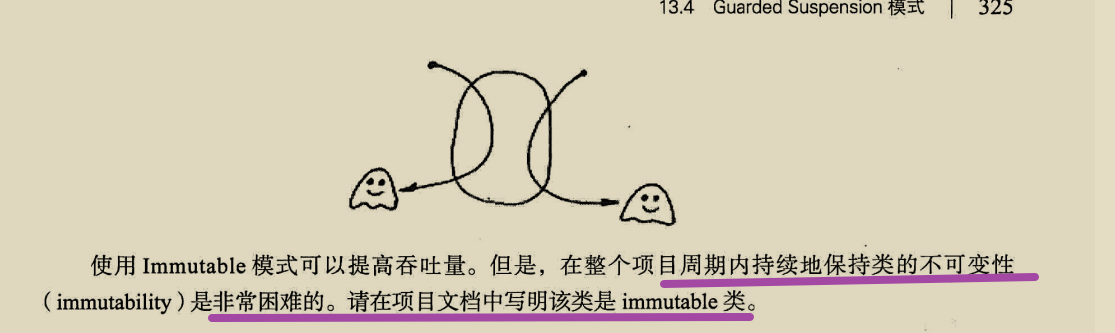 13.4 Guarded Suspension 模式 | 325
使用 Immutable 模式可以提高吞吐量。但是，在整个项目周期内持续地保持类的不可变性
（immutability）是非常困难的。请在项目文档中写明该类是 immutable 类。